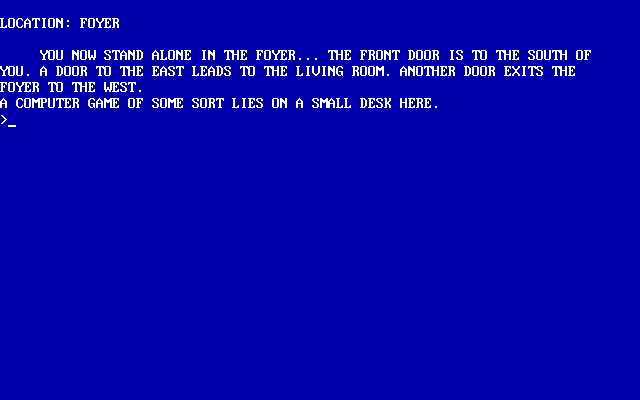 LOCATION: FOYER
YOU NOW STAND ALONE IN THE FOYER... THE FRONT DOOR IS TO THE SOUTH OF
YOU. A DOOR TO THE EAST LEADS TO THE LIVING ROOM. ANOTHER DOOR EXITS THE
FOYER TO THE WEST.
A COMPUTER GAME OF SOME SORT LIES ON A SMALL DESK HERE.
>_